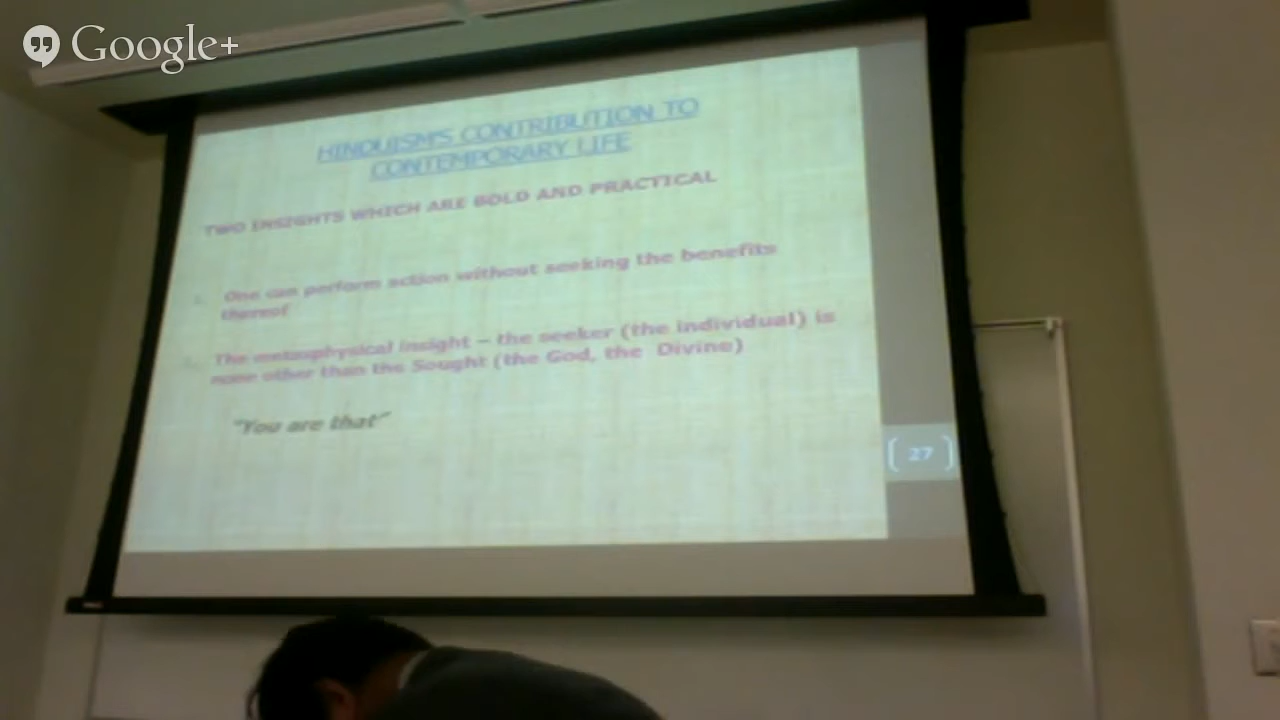 Google+
HINDUISM'S CONTRIBUTION TO
CONTEMPORARY LIFE
TWO INSIGHTS WHICH ARE BOLD AND PRACTICAL
One can perform action without seeking the benefits
thereof
The metaphysical insight – the seeker (the individual) is
none other than the Sought (the God, the Divine)
"You are that"
27